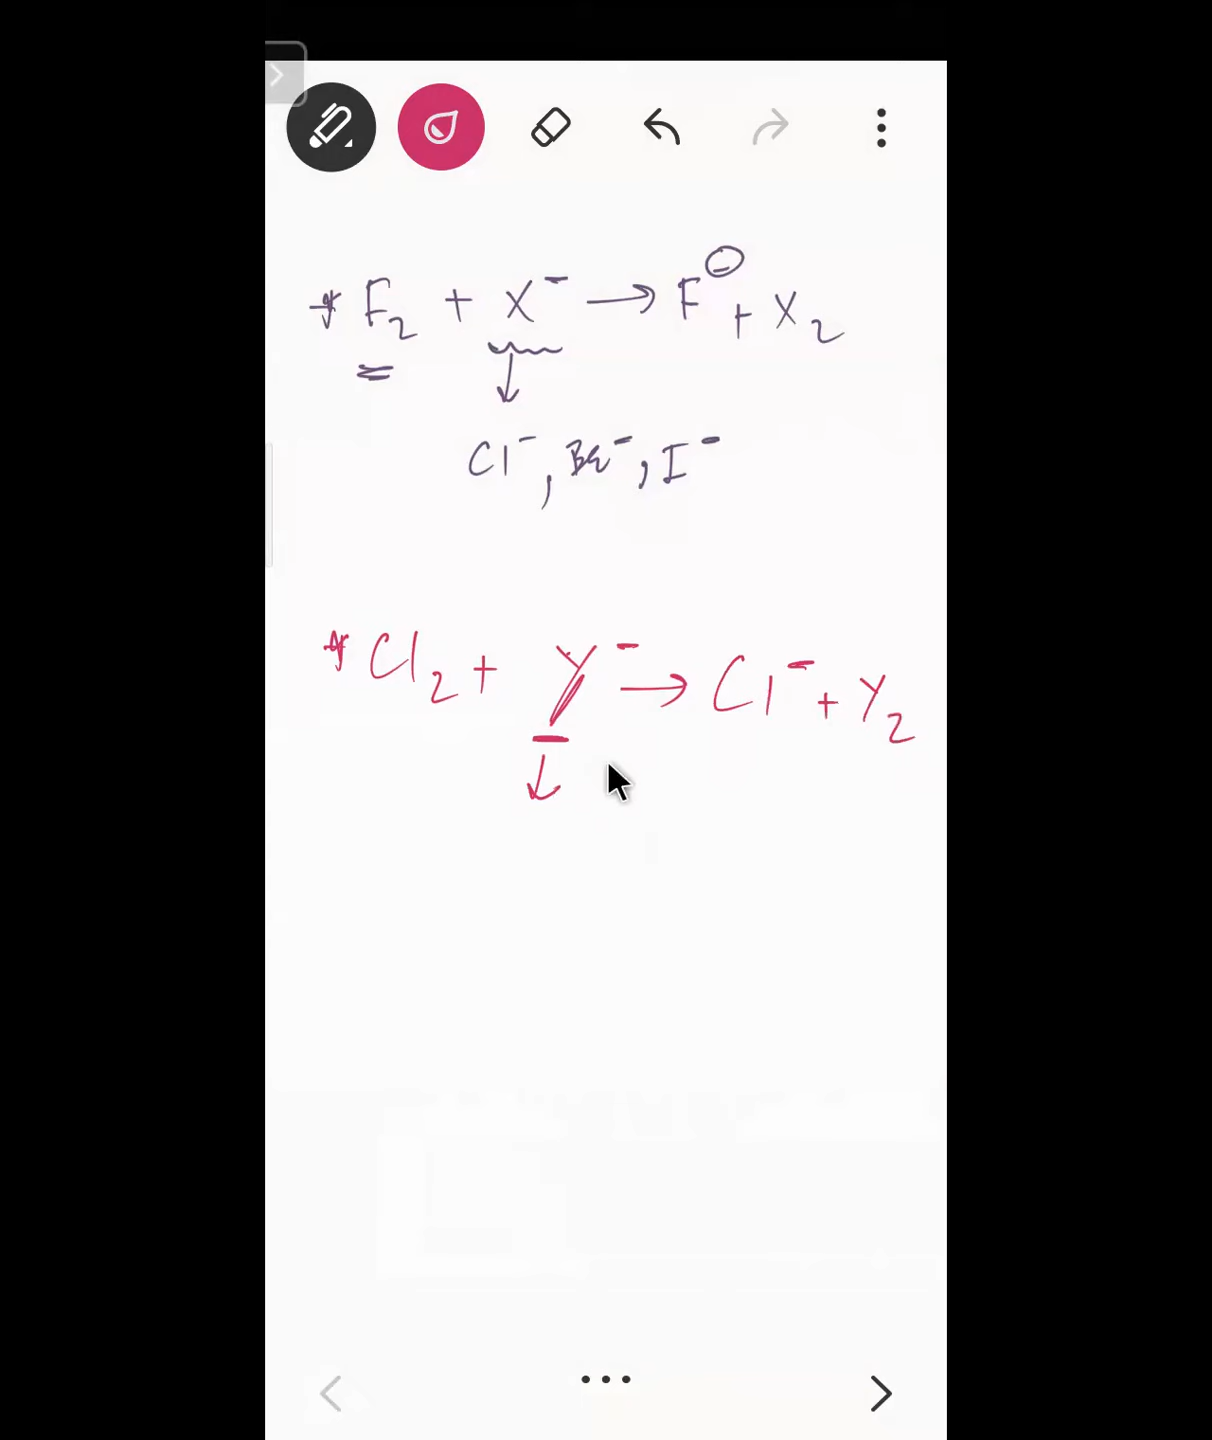 * F₂ + X⁻ → F⊖ + X₂
↓
Cl⁻, Br⁻, I⁻
* Cl₂ + Y⁻ → Cl⁻ + Y₂
↓